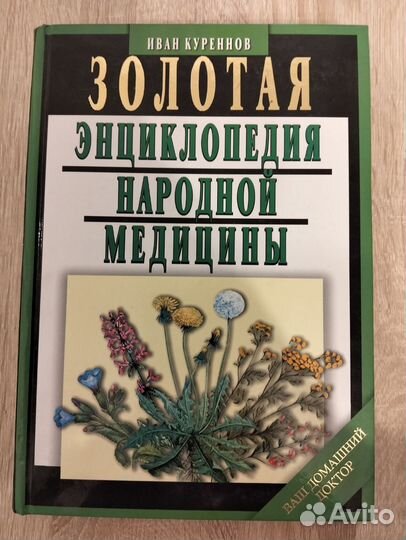 ИВАН КУРЕННОВ
ЗОЛОТАЯ
ЭНЦИКЛОПЕДИЯ
НАРОДНОЙ
МЕДИЦИНЫ
ВАШ ДОМАШНИЙ
ДОКТОР
Avito